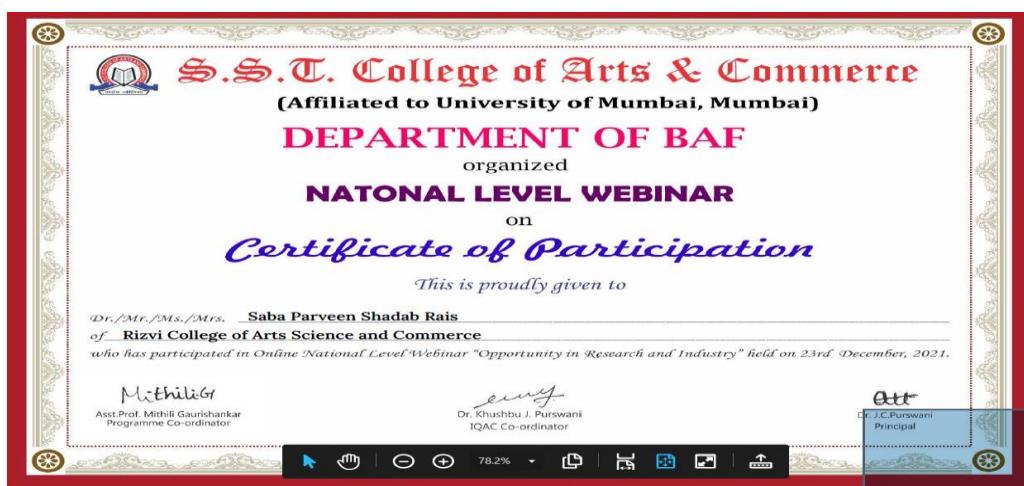 S.S.T. College of Arts & Commerce
(Affiliated to University of Mumbai, Mumbai)
DEPARTMENT OF BAF
organized
NATONAL LEVEL WEBINAR
on
Certificate of Participation
This is proudly given to
Dr./Mr./Ms./Mrs. Saba Parveen Shadab Rais
of Rizvi College of Arts Science and Commerce
who has participated in Online National Level Webinar "Opportunity in Research and Industry" held on 23rd December, 2021.
Mithili.G
Asst.Prof. Mithili Gaurishankar
Programme Co-ordinator
Dr. Khushbu J. Purswani
IQAC Co-ordinator
Dr. J.C.Purswani
Principal
78.2%